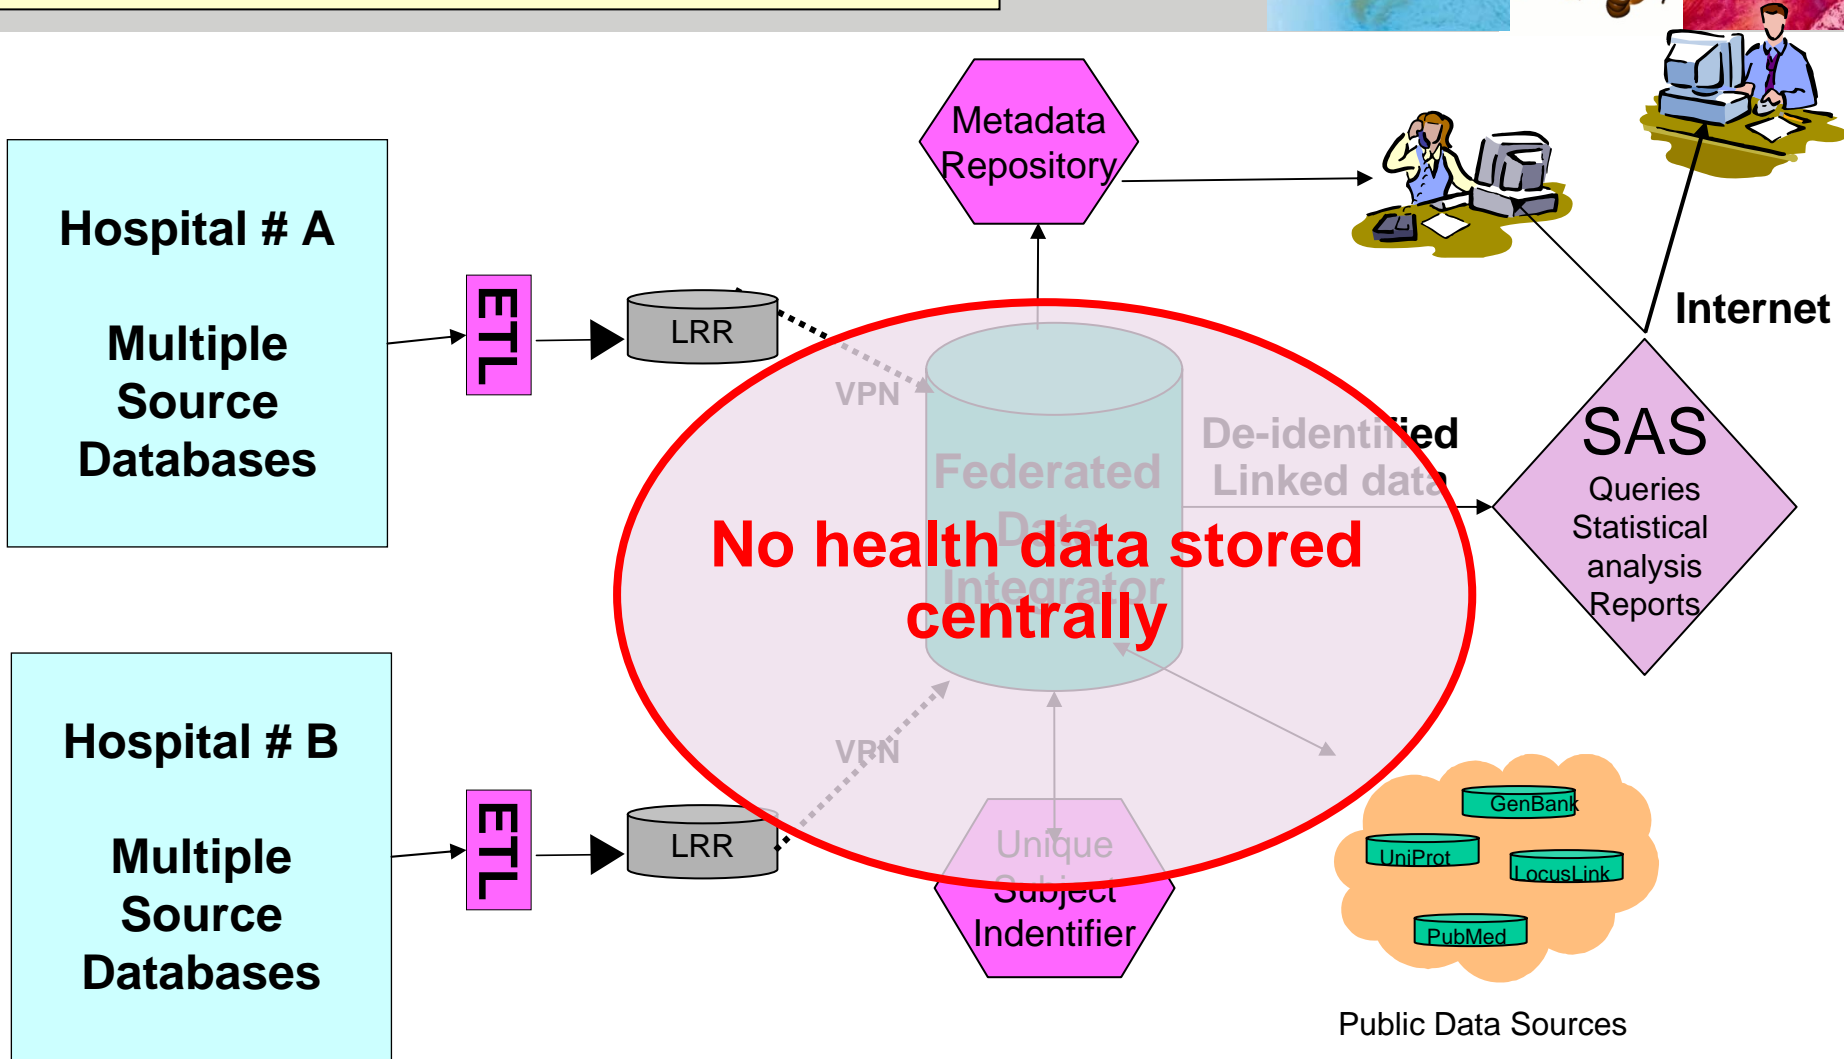 Metadata
Repository
Hospital # A
Multiple
Source
Databases
ETL
LRR
VPN
Internet
De-identified
Linked data
SAS
Queries
Statistical
analysis
Reports
Federated
Data
Integrator
No health data stored
centrally
Hospital # B
Multiple
Source
Databases
ETL
LRR
VPN
Unique
Subject
Indentifier
GenBank
UniProt
LocusLink
PubMed
Public Data Sources